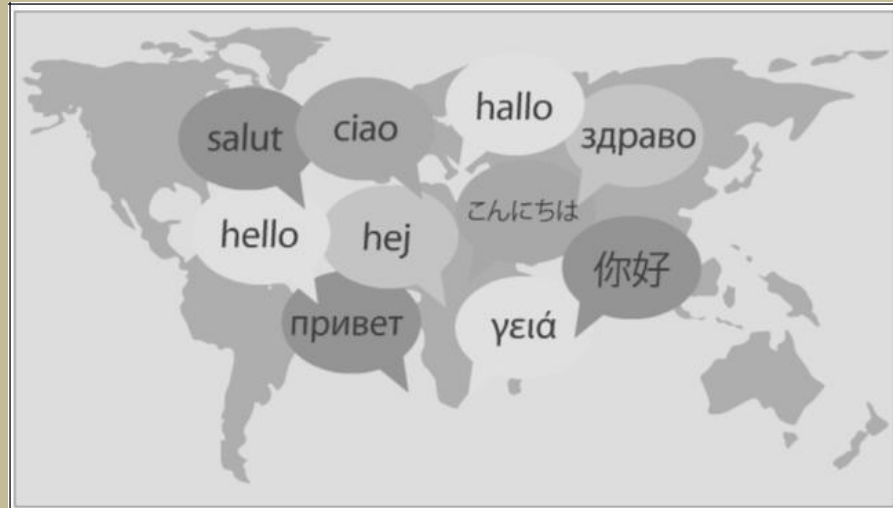 salut
ciao
hallo
здраво
hello
hej
こんにちは
你好
привет
γειά